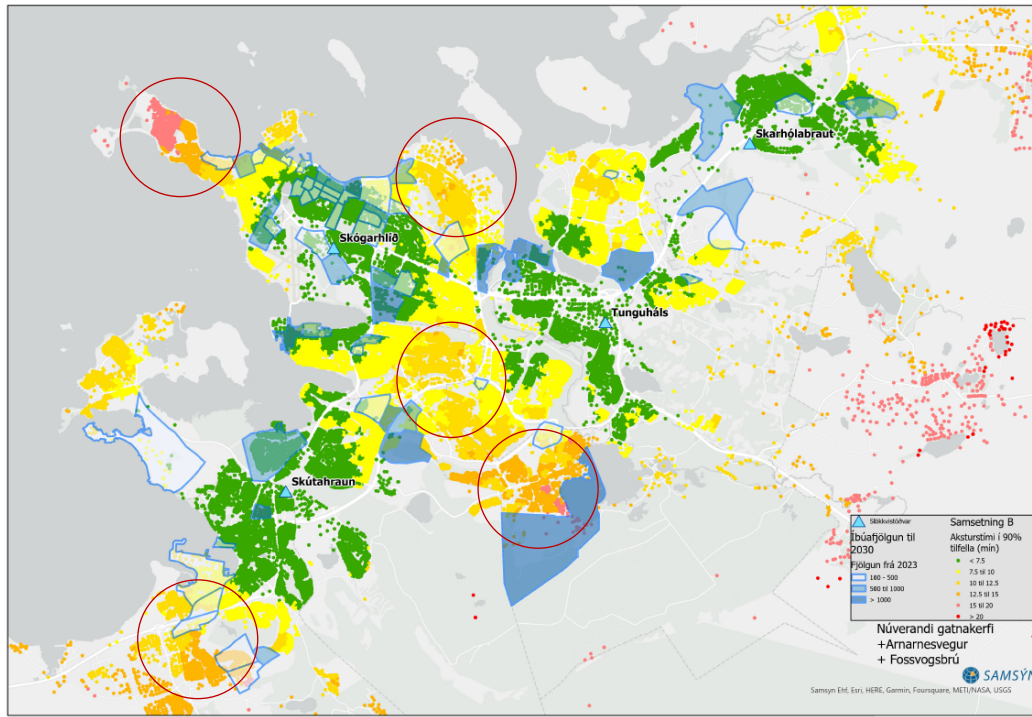 Skarhólabraut
Skógarhlíð
Tunguháls
Skútahraun
Slökkvistöðvar
Íbúafjölgun til
2030
Fjölgun frá 2023
160 - 500
500 til 1000
> 1000
Samsetning B
Aksturstími í 90%
tilfella (mín)
< 7.5
7.5 til 10
10 til 12.5
12.5 til 15
15 til 20
> 20
Núverandi gatnakerfi
+Arnarnesvegur
+ Fossvogsbrú
SAMSÝN
Samsyn Ehf, Esri, HERE, Garmin, Foursquare, METI/NASA, USGS